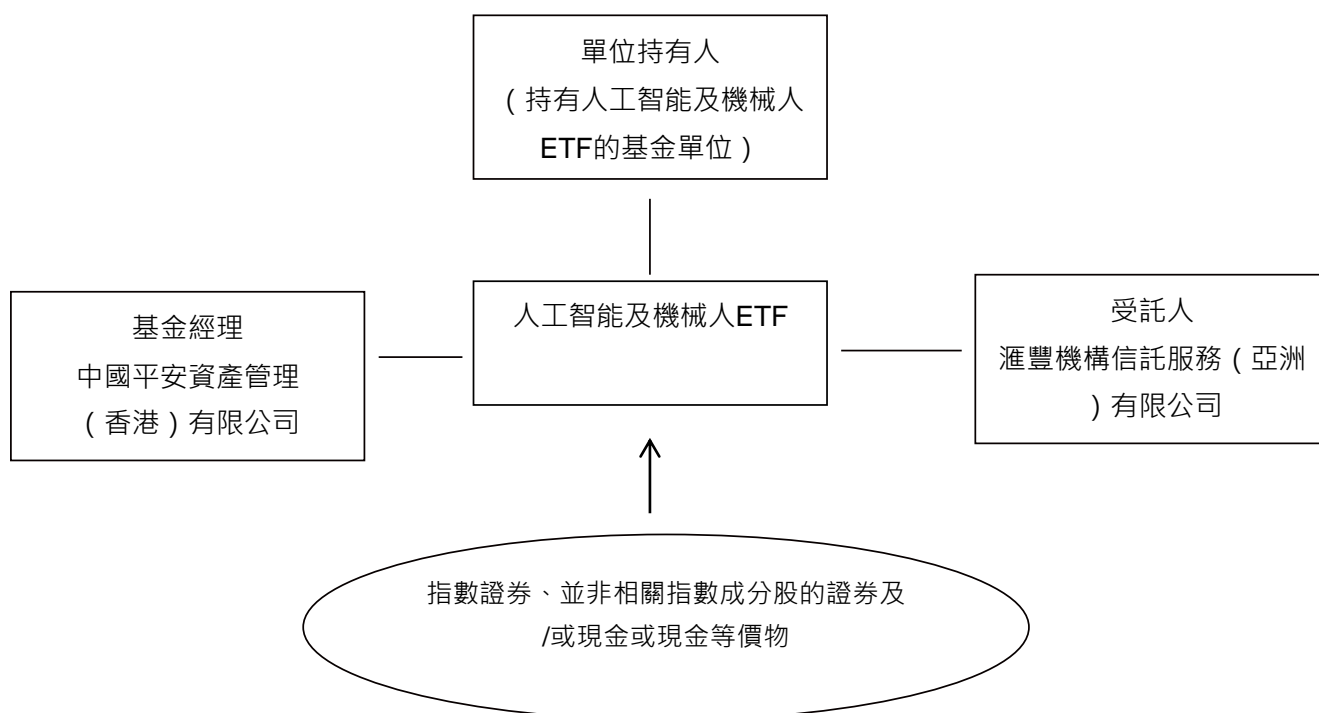 單位持有人
（持有人工智能及機械人
ETF的基金單位）
基金經理
中國平安資產管理
（香港）有限公司
人工智能及機械人ETF
受託人
滙豐機構信託服務（亞洲
）有限公司
指數證券、並非相關指數成分股的證券及
/或現金或現金等價物